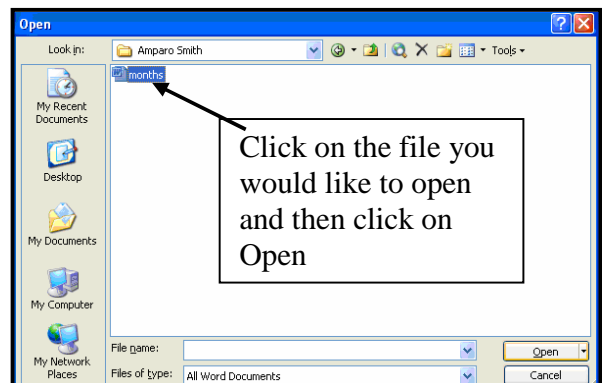 Open
Look in: Amparo Smith Tools
months
My Recent
Documents
Desktop
My Documents
My Computer
My Network
Places
Click on the file you
would like to open
and then click on
Open
File name: Open
Files of type: All Word Documents Cancel